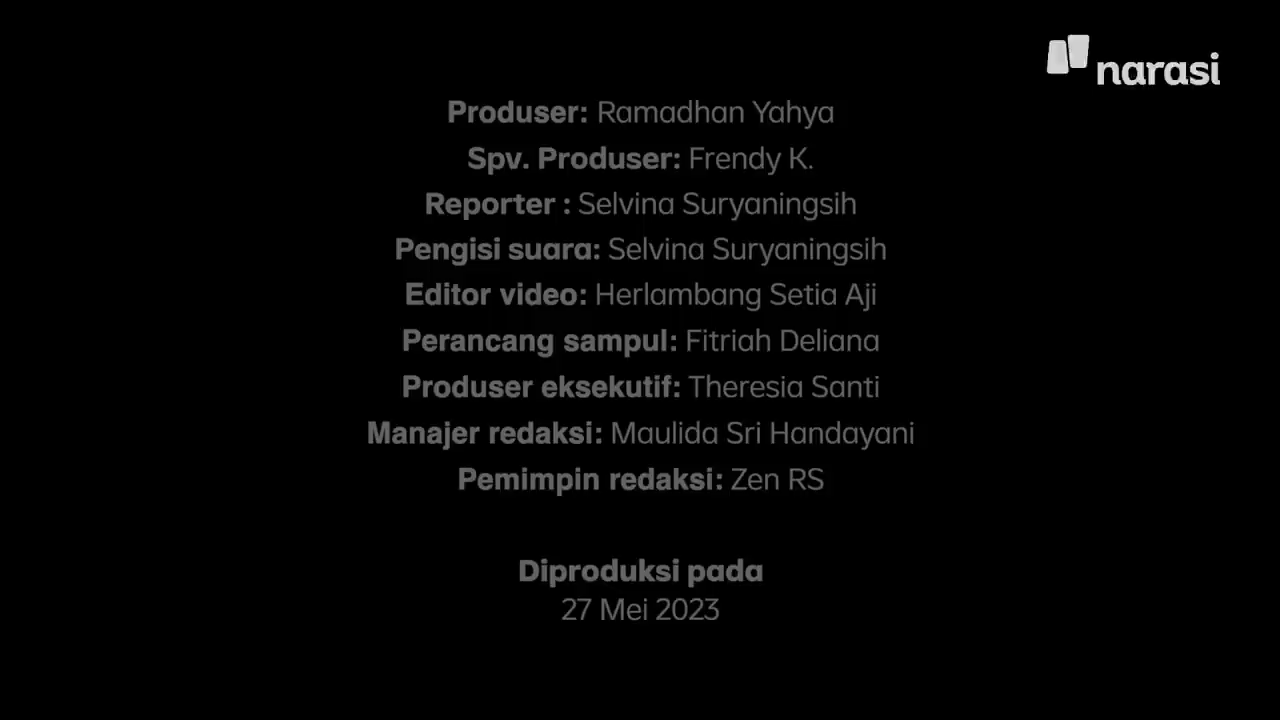 narasi
Produser: Ramadhan Yahya
Spv. Produser: Frendy K.
Reporter : Selvina Suryaningsih
Pengisi suara: Selvina Suryaningsih
Editor video: Herlambang Setia Aji
Perancang sampul: Fitriah Deliana
Produser eksekutif: Theresia Santi
Manajer redaksi: Maulida Sri Handayani
Pemimpin redaksi: Zen RS
Diproduksi pada
27 Mei 2023